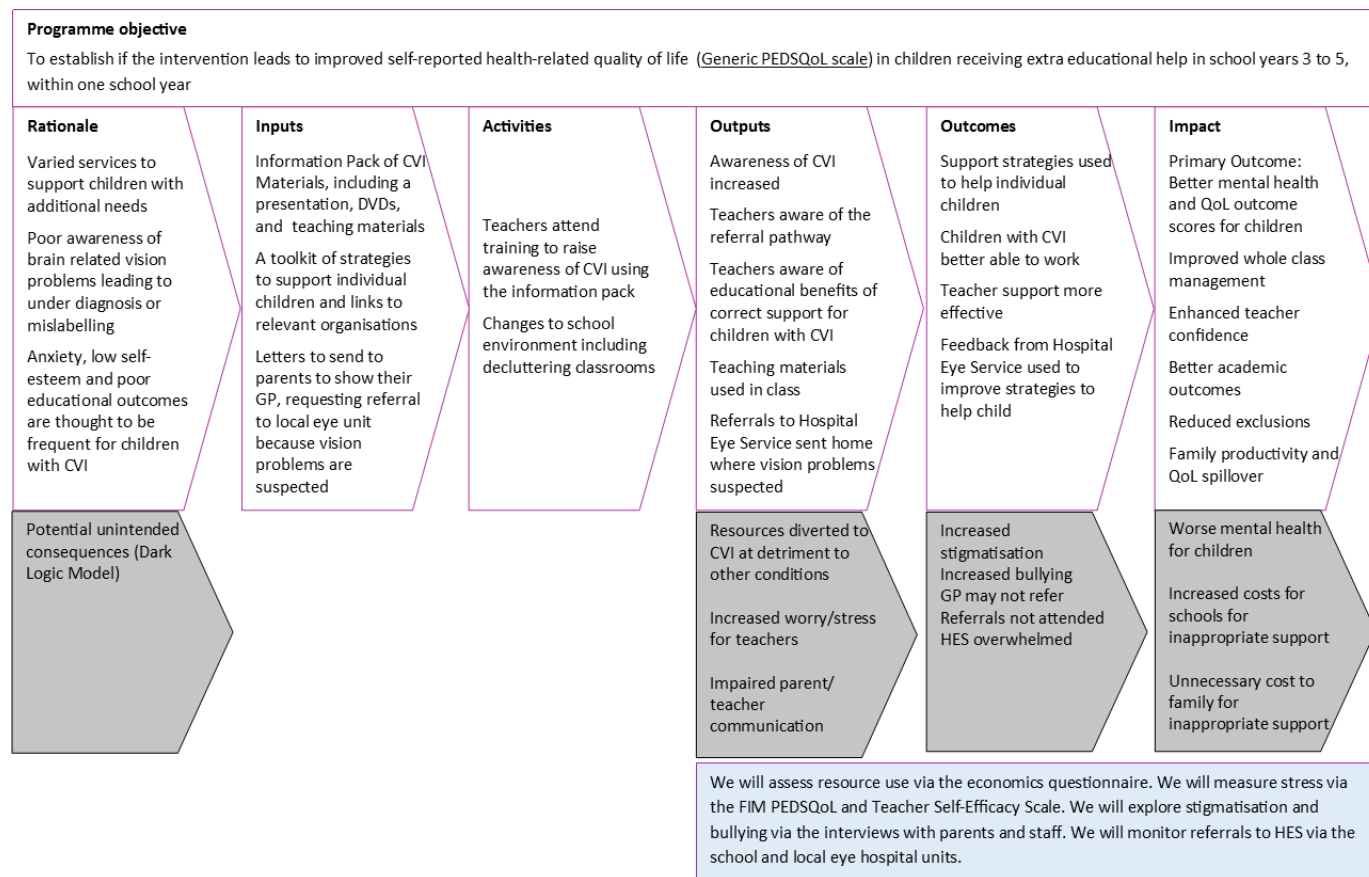 Programme objective
To establish if the intervention leads to improved self-reported health-related quality of life (Generic PEDSQoL scale) in children receiving extra educational help in school years 3 to 5,
within one school year
Rationale
Varied services to
support children with
additional needs
Poor awareness of
brain related vision
problems leading to
under diagnosis or
mislabelling
Anxiety, low self-
esteem and poor
educational outcomes
are thought to be
frequent for children
with CVI
Inputs
Information Pack of CVI
Materials, including a
presentation, DVDs,
and teaching materials
A toolkit of strategies
to support individual
children and links to
relevant organisations
Letters to send to
parents to show their
GP, requesting referral
to local eye unit
because vision
problems are
suspected
Activities
Teachers attend
training to raise
awareness of CVI using
the information pack
Changes to school
environment including
decluttering classrooms
Outputs
Awareness of CVI
increased
Teachers aware of the
referral pathway
Teachers aware of
educational benefits of
correct support for
children with CVI
Teaching materials
used in class
Referrals to Hospital
Eye Service sent home
where vision problems
suspected
Outcomes
Support strategies used
to help individual
children
Children with CVI
better able to work
Teacher support more
effective
Feedback from Hospital
Eye Service used to
improve strategies to
help child
Impact
Primary Outcome:
Better mental health
and QoL outcome
scores for children
Improved whole class
management
Enhanced teacher
confidence
Better academic
outcomes
Reduced exclusions
Family productivity and
QoL spillover
Potential unintended
consequences (Dark
Logic Model)
Resources diverted to
CVI at detriment to
other conditions
Increased worry/stress
for teachers
Impaired parent/
teacher
communication
Increased
stigmatisation
Increased bullying
GP may not refer
Referrals not attended
HES overwhelmed
Worse mental health
for children
Increased costs for
schools for
inappropriate support
Unnecessary cost to
family for
inappropriate support
We will assess resource use via the economics questionnaire. We will measure stress via
the FIM PEDSQoL and Teacher Self-Efficacy Scale. We will explore stigmatisation and
bullying via the interviews with parents and staff. We will monitor referrals to HES via the
school and local eye hospital units.